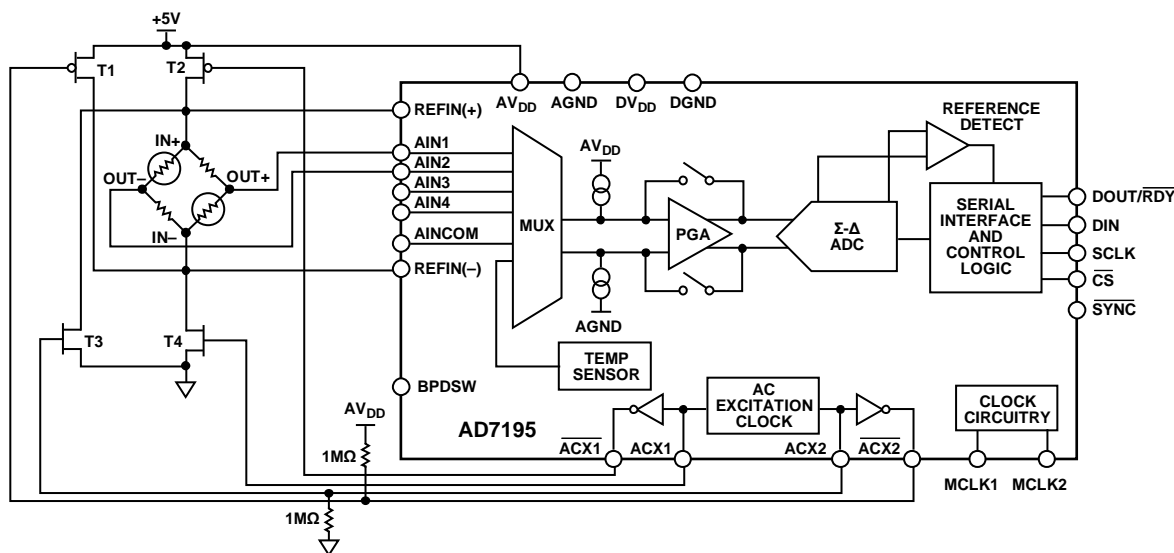 +5V
T1
T2
AVDD
AGND
DVDD
DGND
REFIN(+)
REFERENCE
DETECT
IN+
OUT–
OUT+
IN–
AIN1
AIN2
AIN3
AIN4
AINCOM
REFIN(–)
MUX
AVDD
AGND
PGA
Σ-Δ
ADC
SERIAL
INTERFACE
AND
CONTROL
LOGIC
DOUT/RDY
DIN
SCLK
CS
SYNC
T3
T4
TEMP
SENSOR
BPDSW
AC
EXCITATION
CLOCK
CLOCK
CIRCUITRY
AVDD
AD7195
1MΩ
ACX1
ACX1
ACX2
ACX2
MCLK1
MCLK2
1MΩ